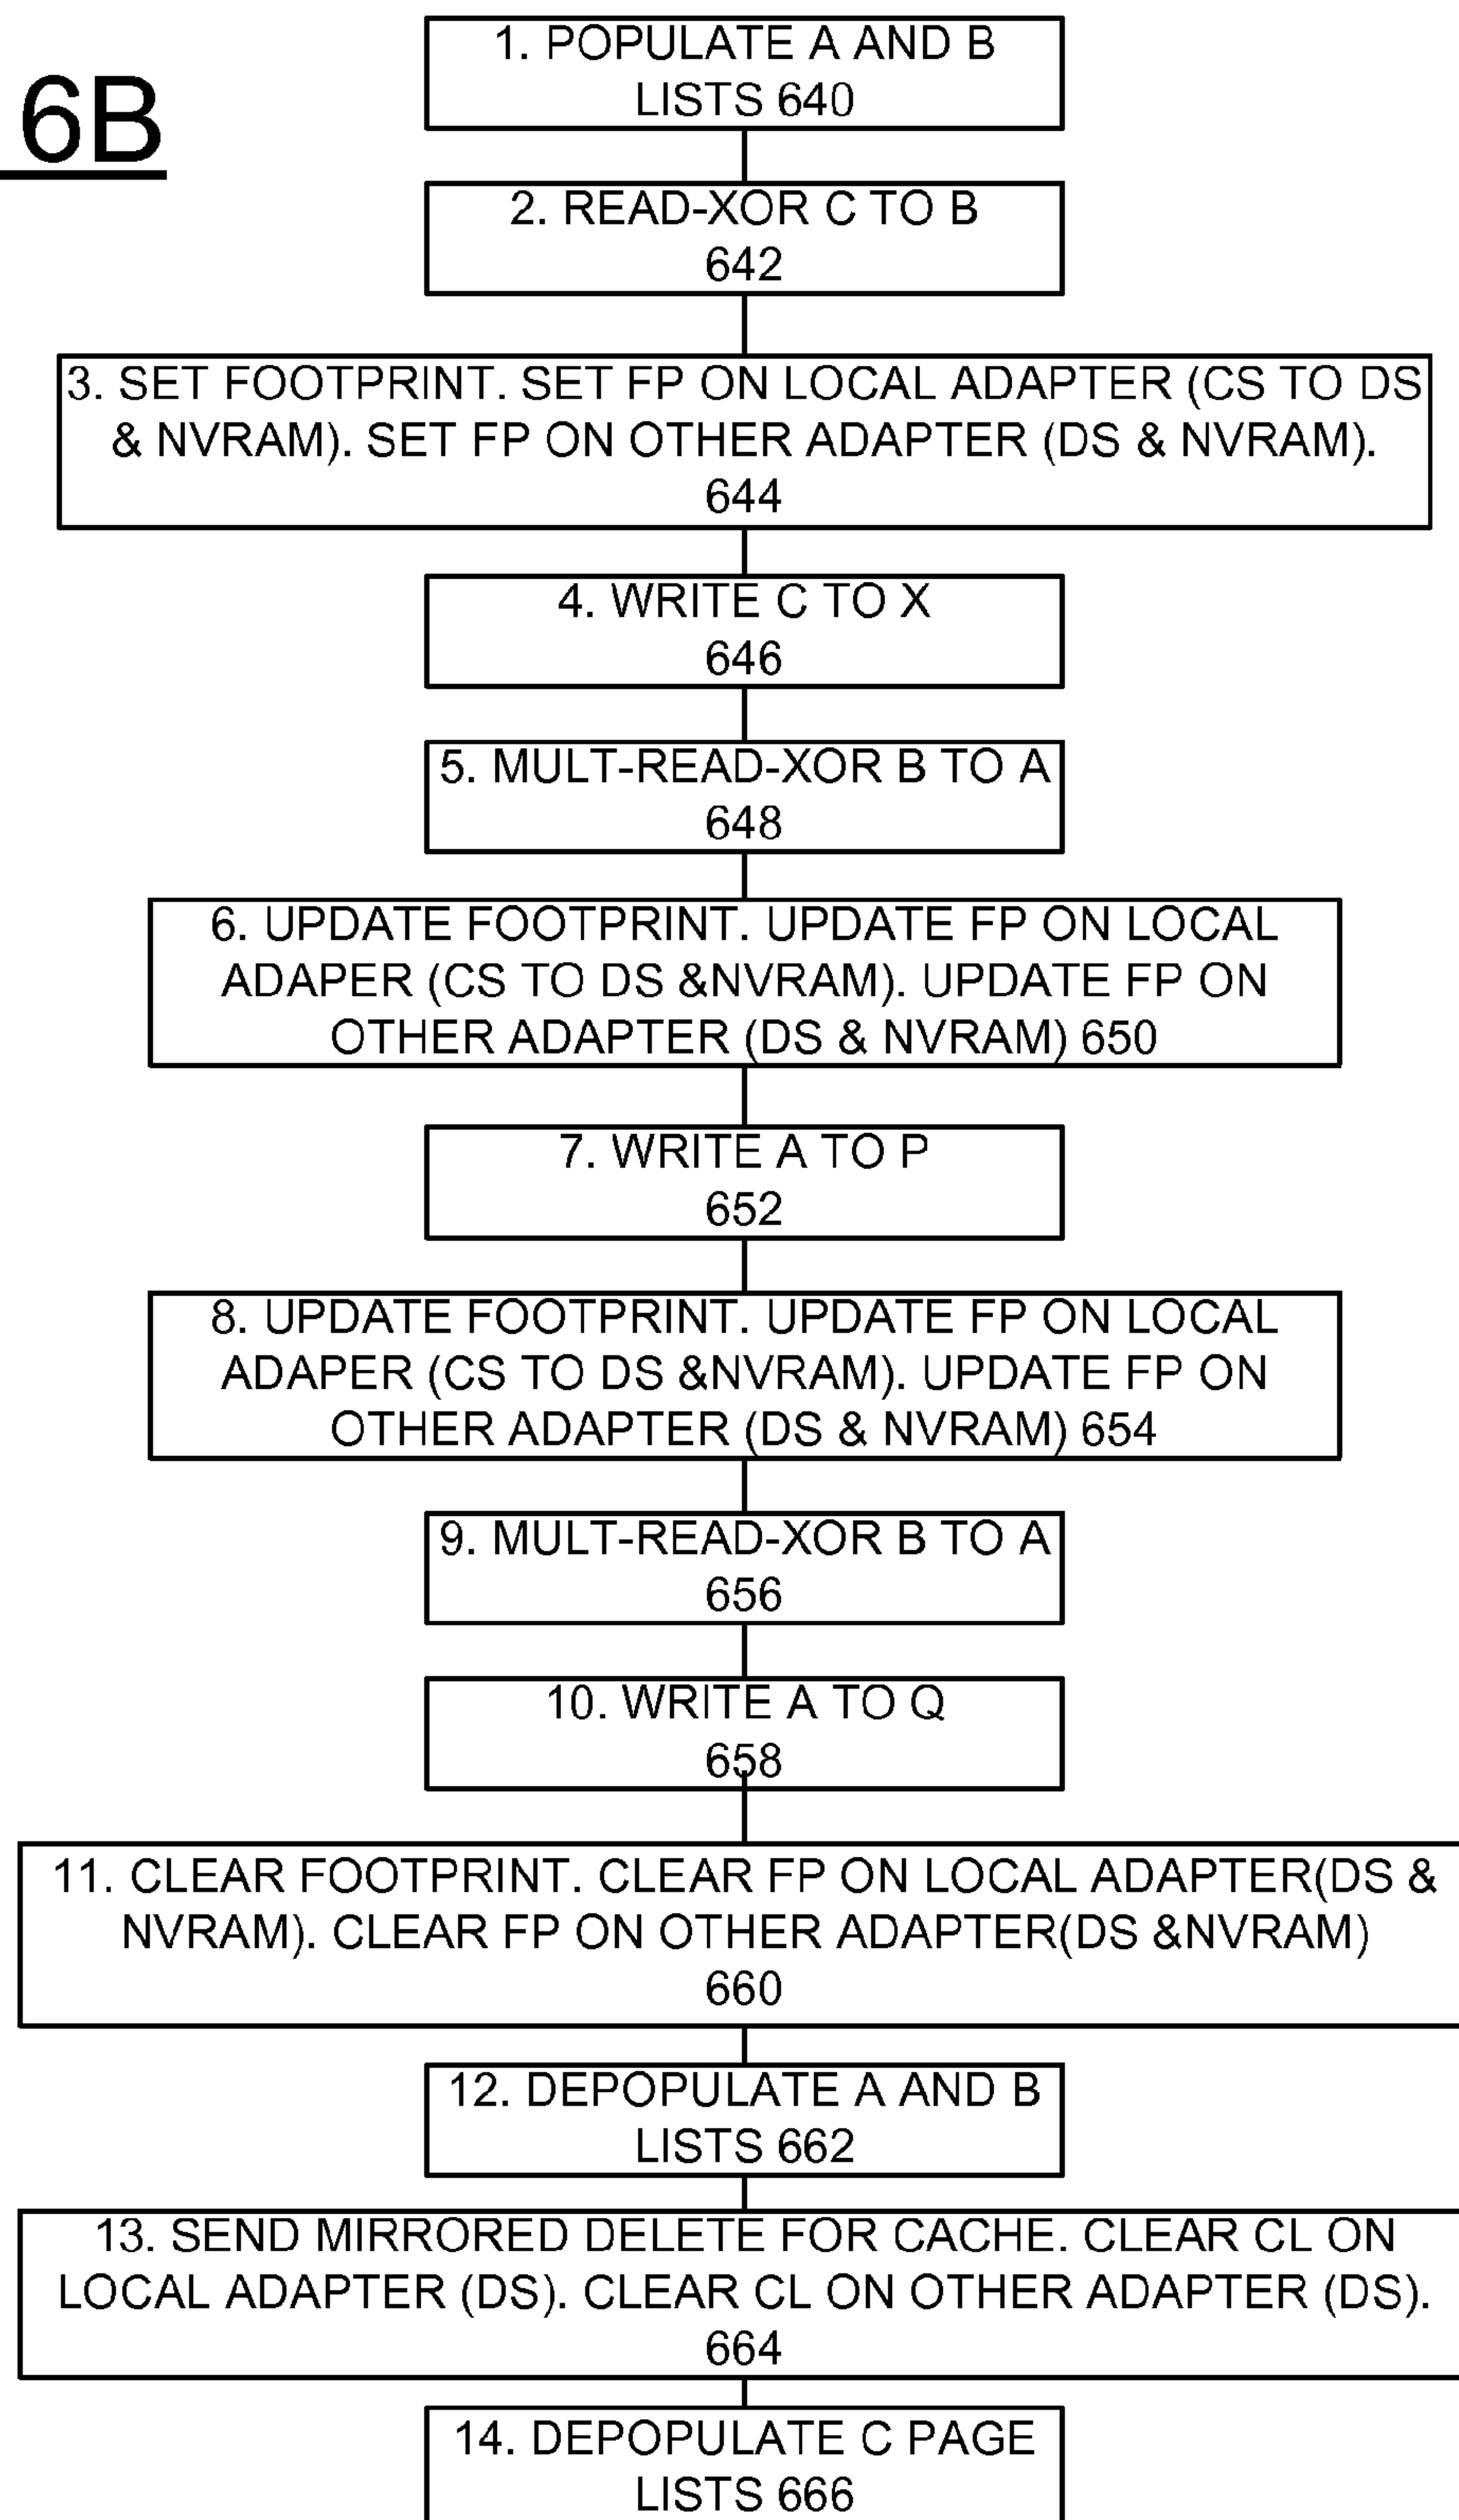 6B
1. POPULATE A AND B
LISTS 640
2. READ-XOR C TO B
642
3. SET FOOTPRINT. SET FP ON LOCAL ADAPTER (CS TO DS
& NVRAM). SET FP ON OTHER ADAPTER (DS & NVRAM).
644
4. WRITE C TO X
646
5. MULT-READ-XOR B TO A
648
6. UPDATE FOOTPRINT. UPDATE FP ON LOCAL
ADAPER (CS TO DS &NVRAM). UPDATE FP ON
OTHER ADAPTER (DS & NVRAM) 650
7. WRITE A TO P
652
8. UPDATE FOOTPRINT. UPDATE FP ON LOCAL
ADAPER (CS TO DS &NVRAM). UPDATE FP ON
OTHER ADAPTER (DS & NVRAM) 654
9. MULT-READ-XOR B TO A
656
10. WRITE A TO Q
658
11. CLEAR FOOTPRINT. CLEAR FP ON LOCAL ADAPTER(DS &
NVRAM). CLEAR FP ON OTHER ADAPTER(DS &NVRAM)
660
12. DEPOPULATE A AND B
LISTS 662
13. SEND MIRRORED DELETE FOR CACHE. CLEAR CL ON
LOCAL ADAPTER (DS). CLEAR CL ON OTHER ADAPTER (DS).
664
14. DEPOPULATE C PAGE
LISTS 666